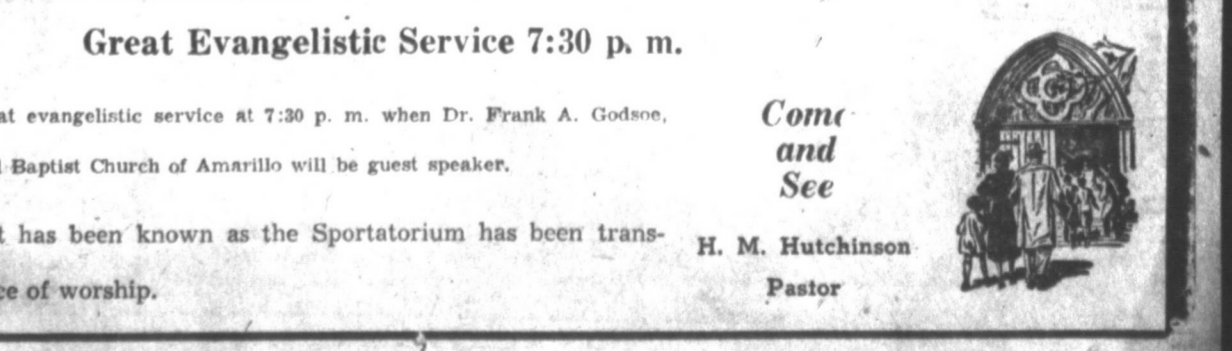 Great Evangelistic Service 7:30 p. m.
at evangelistic service at 7:30 p. m. when Dr. Frank A. Godsoe,
Baptist Church of Amarillo will be guest speaker.
has been known as the Sportatorium has been trans-
ce of worship.
Come
and
See
H. M. Hutchinson
Pastor